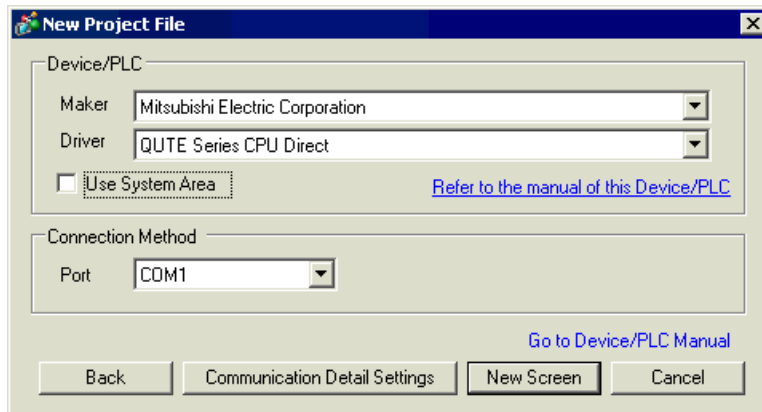 New Project File
Device/PLC
Maker Mitsubishi Electric Corporation
Driver QUTE Series CPU Direct
Use System Area Refer to the manual of this Device/PLC
Connection Method
Port COM1
Go to Device/PLC Manual
Back Communication Detail Settings New Screen Cancel